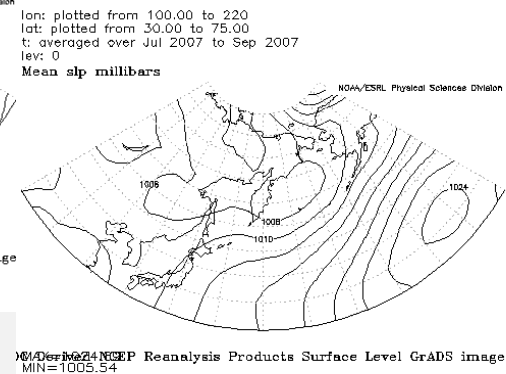 lon: plotted from 100.00 to 220
lat: plotted from 30.00 to 75.00
t: averaged over Jul 2007 to Sep 2007
lev: 0
Mean slp millibars
NOAA/ESRL Physical Sciences Division
1024
1008
1008
1010
ge
NCEP Reanalysis Products Surface Level GrADS image
MIN=1005.54